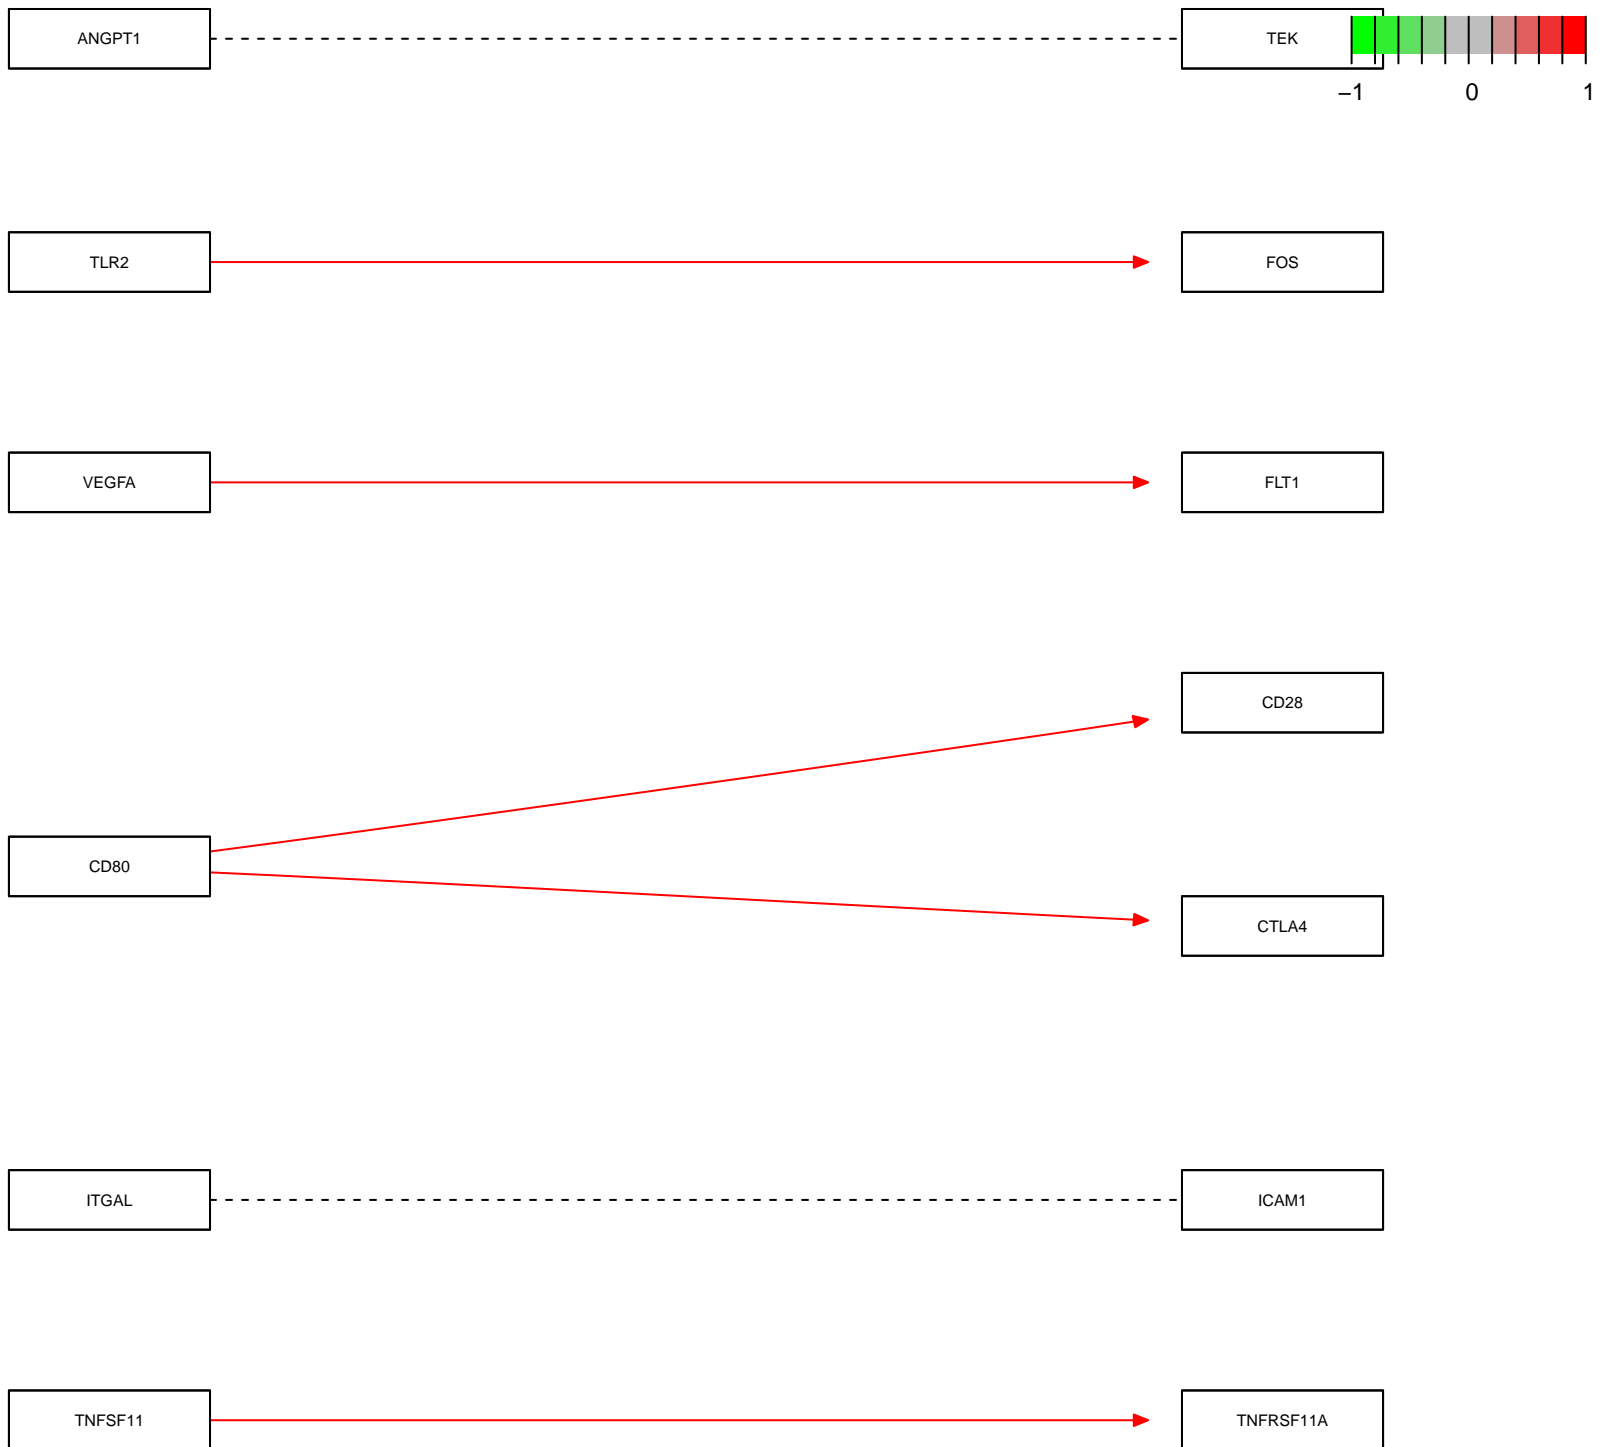 ANGPT1
TEK
−1 0 1
TLR2
FOS
VEGFA
FLT1
CD28
CD80
CTLA4
ITGAL
ICAM1
TNFSF11
TNFRSF11A